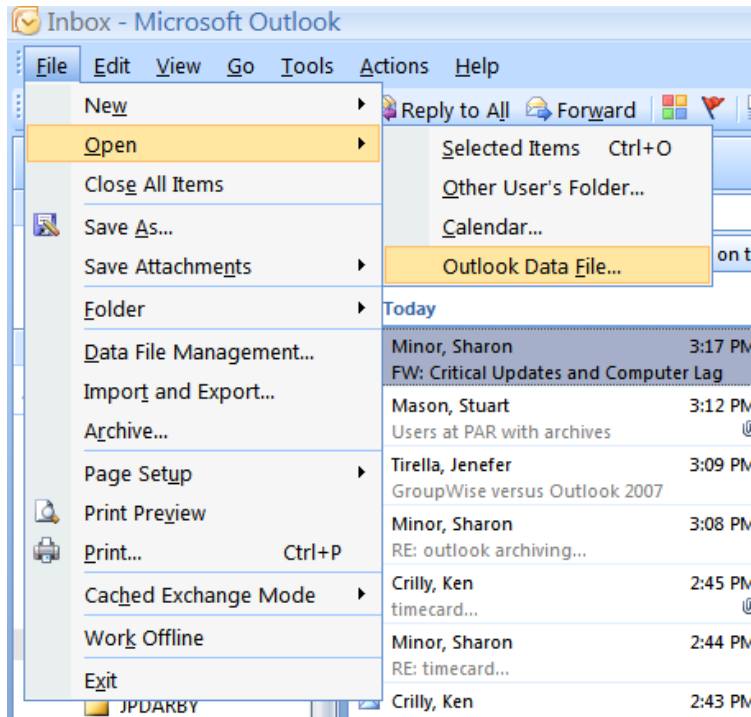 Inbox - Microsoft Outlook
File Edit View Go Tools Actions Help
New
Reply to All Forward
Open
Selected Items Ctrl+O
Close All Items
Other User's Folder...
Save As...
Calendar...
Save Attachments
Outlook Data File...
on t
Folder
Today
Data File Management...
Minor, Sharon 3:17 PM
FW: Critical Updates and Computer Lag
Import and Export...
Mason, Stuart 3:12 PM
Archive...
Users at PAR with archives
Page Setup
Tirella, Jenefer 3:09 PM
GroupWise versus Outlook 2007
Print Preview
Minor, Sharon 3:08 PM
Print... Ctrl+P
RE: outlook archiving...
Cached Exchange Mode
Crilly, Ken 2:45 PM
timecard...
Work Offline
Minor, Sharon 2:44 PM
RE: timecard...
Exit
JPDARBY
Crilly, Ken 2:43 PM